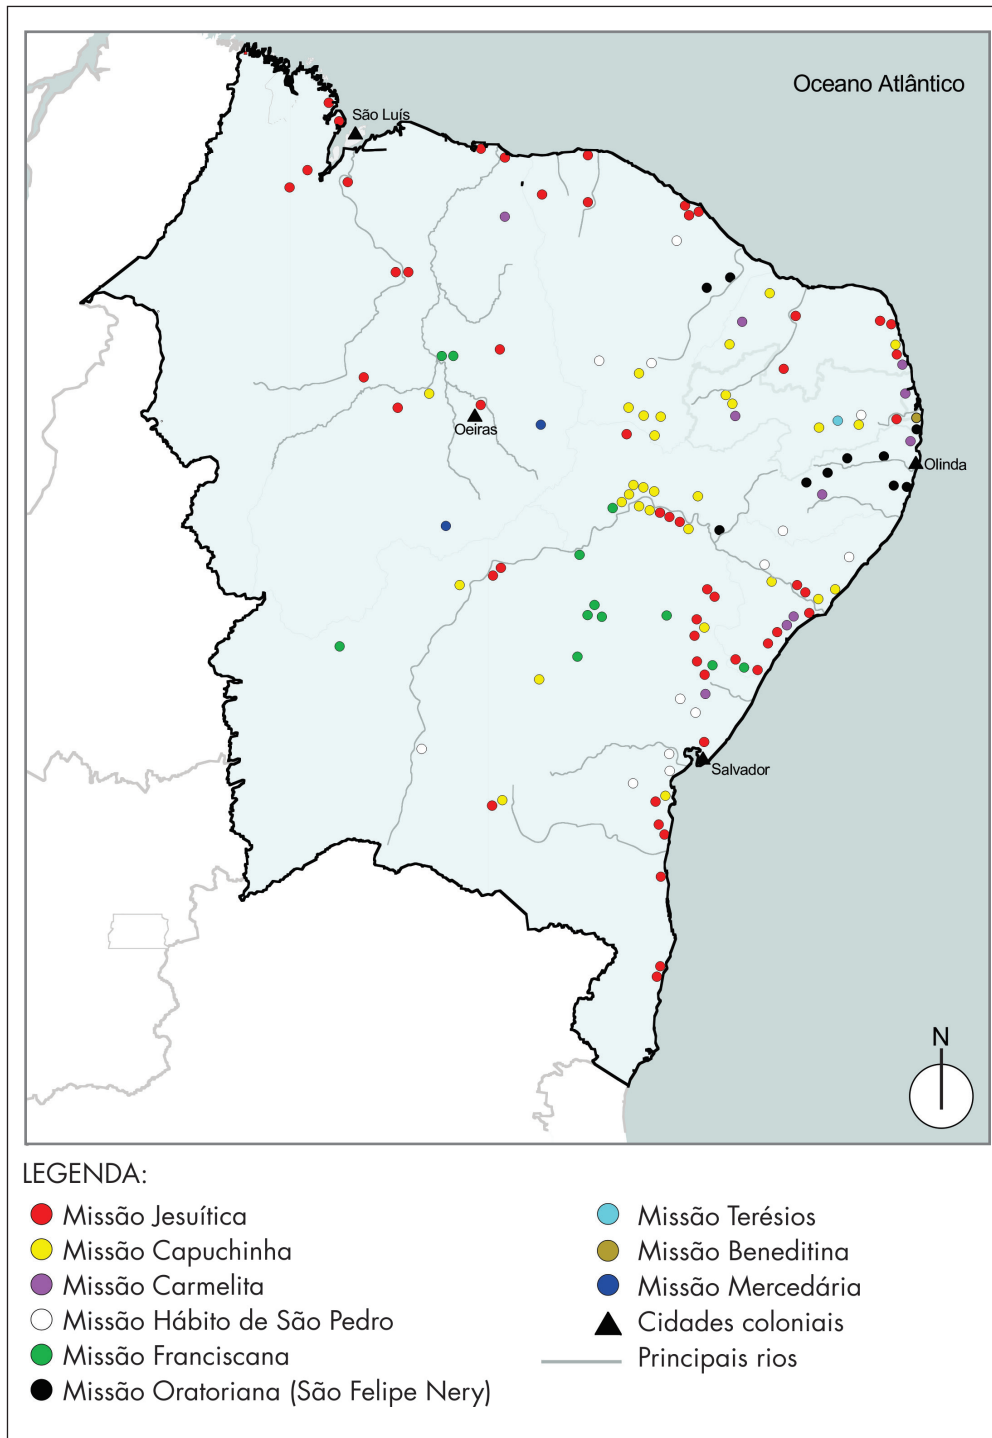 Oceano Atlântico
São Luís
Oeiras
Olinda
Salvador
N
LEGENDA:
Missão Jesuítica
Missão Capuchinha
Missão Carmelita
Missão Hábito de São Pedro
Missão Franciscana
Missão Oratoriana (São Felipe Nery)
Missão Terésios
Missão Beneditina
Missão Mercedária
Cidades coloniais
Principais rios